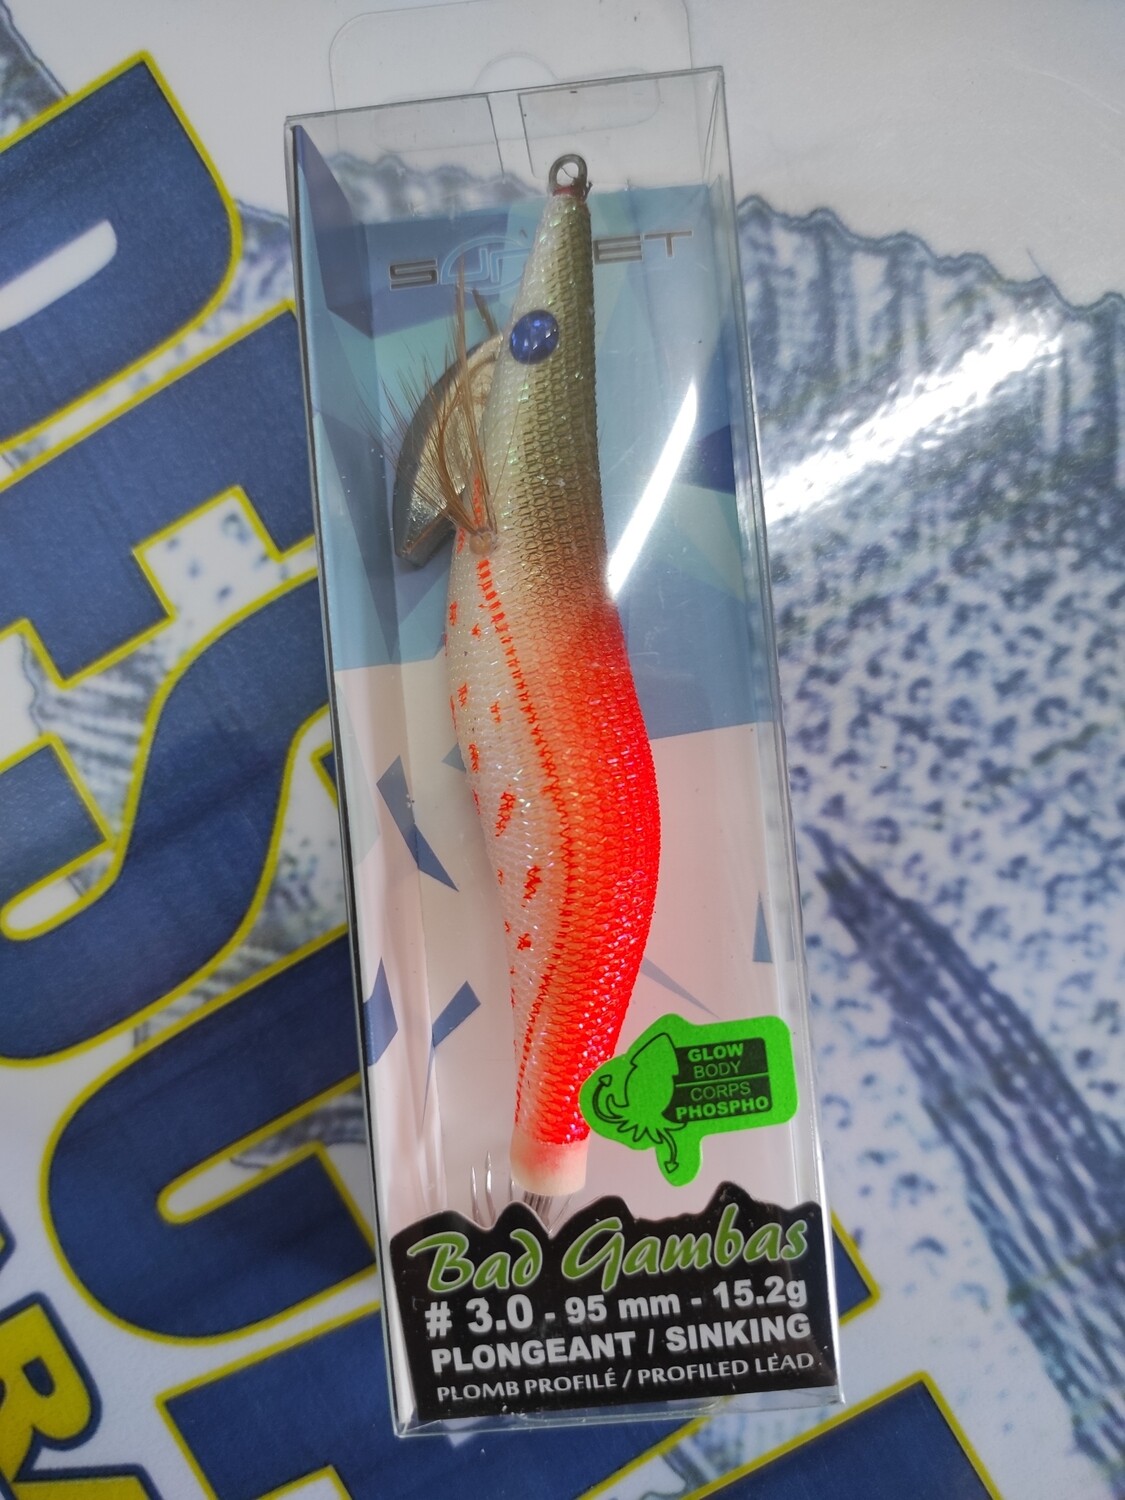 GLOW
BODY
CORPS
PHOSPHO
Bad Gambas
# 3.0 - 95 mm - 15.2g
PLONGEANT / SINKING
PLOMB PROFILÉ / PROFILED LEAD